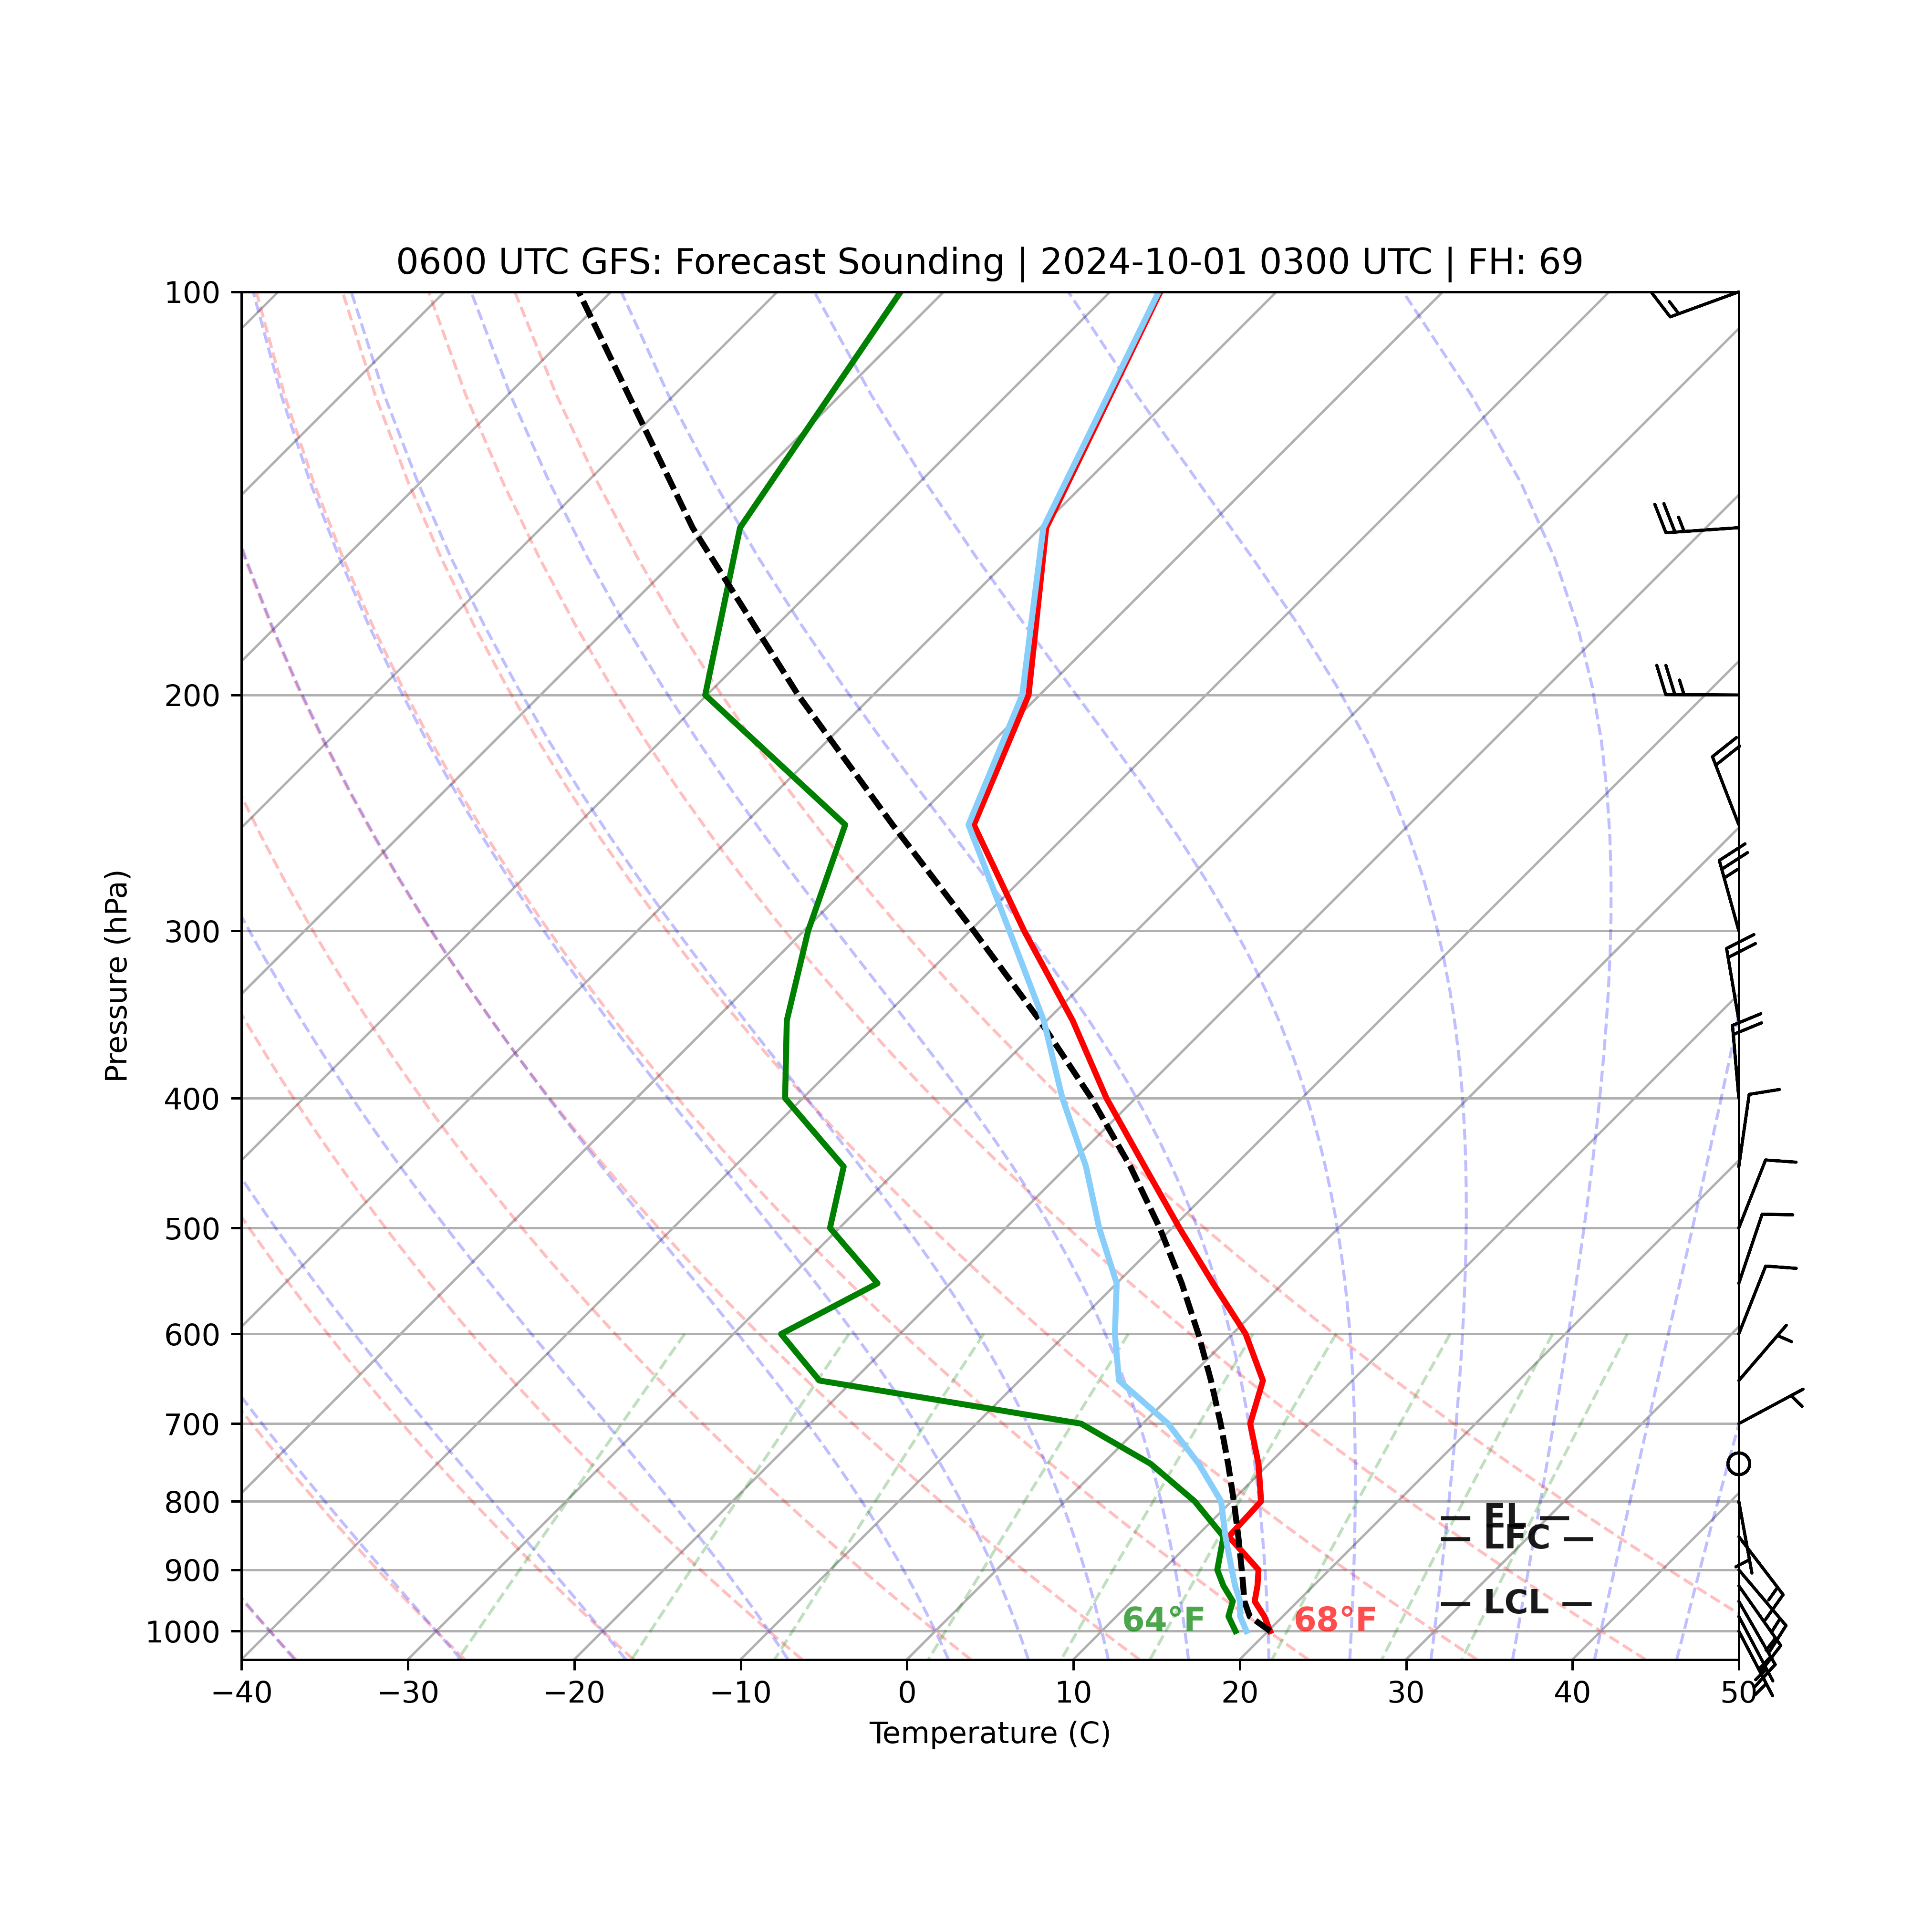 0600 UTC GFS: Forecast Sounding | 2024-10-01 0300 UTC | FH: 69
100
200
300
400
500
600
700
800
900
1000
Pressure (hPa)
— EL —
— LFC —
— LCL —
64°F
68°F
−40
−30
−20
−10
0
10
20
30
40
50
Temperature (C)